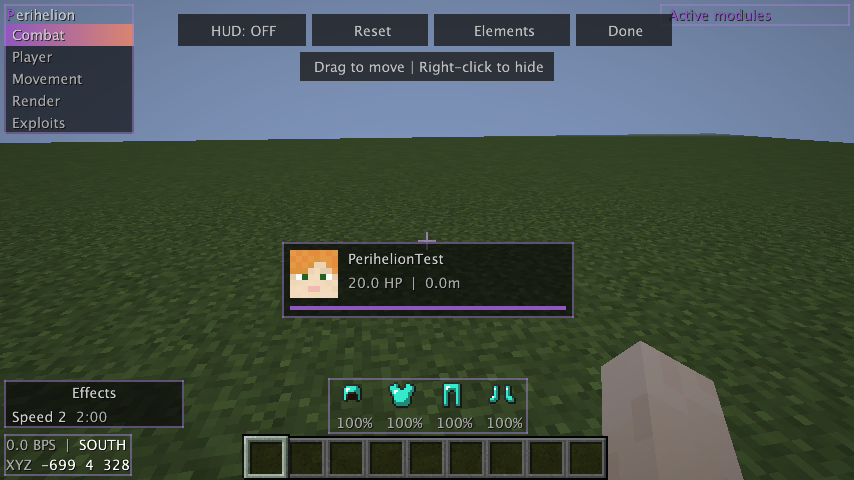 Perihelion
Combat
Player
Movement
Render
Exploits
HUD: OFF
Reset
Elements
Done
Active modules
Drag to move | Right-click to hide
PerihelionTest
20.0 HP | 0.0m
Effects
Speed 2 2:00
100% 100% 100% 100%
0.0 BPS | SOUTH
XYZ -699 4 328